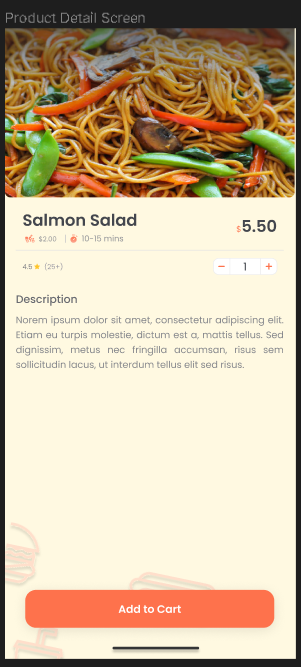 Product Detail Screen
Salmon Salad
$5.50
$2.00 | 10-15 mins
4.5 (25+)
− 1 +
Description
Norem ipsum dolor sit amet, consectetur adipiscing elit.
Etiam eu turpis molestie, dictum est a, mattis tellus. Sed
dignissim, metus nec fringilla accumsan, risus sem
sollicitudin lacus, ut interdum tellus elit sed risus.
Add to Cart